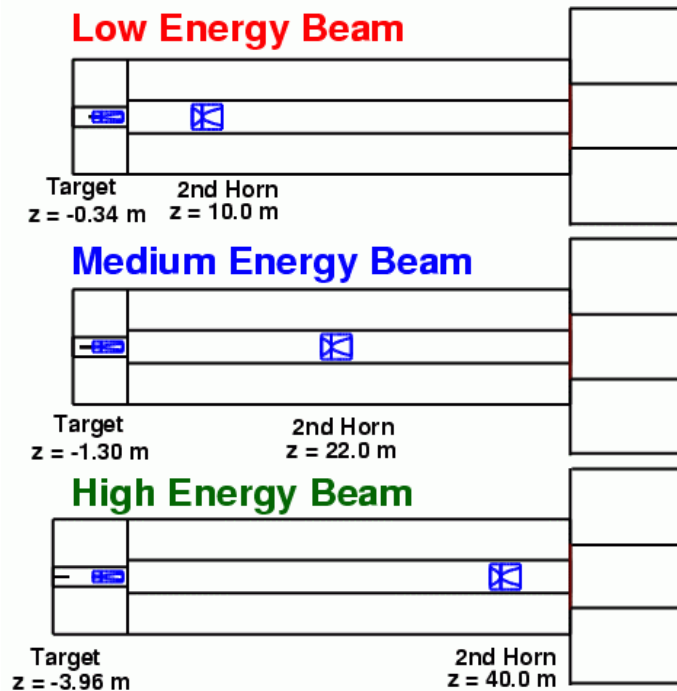 Low Energy Beam
Target
z = -0.34 m
2nd Horn
z = 10.0 m
Medium Energy Beam
Target
z = -1.30 m
2nd Horn
z = 22.0 m
High Energy Beam
Target
z = -3.96 m
2nd Horn
z = 40.0 m